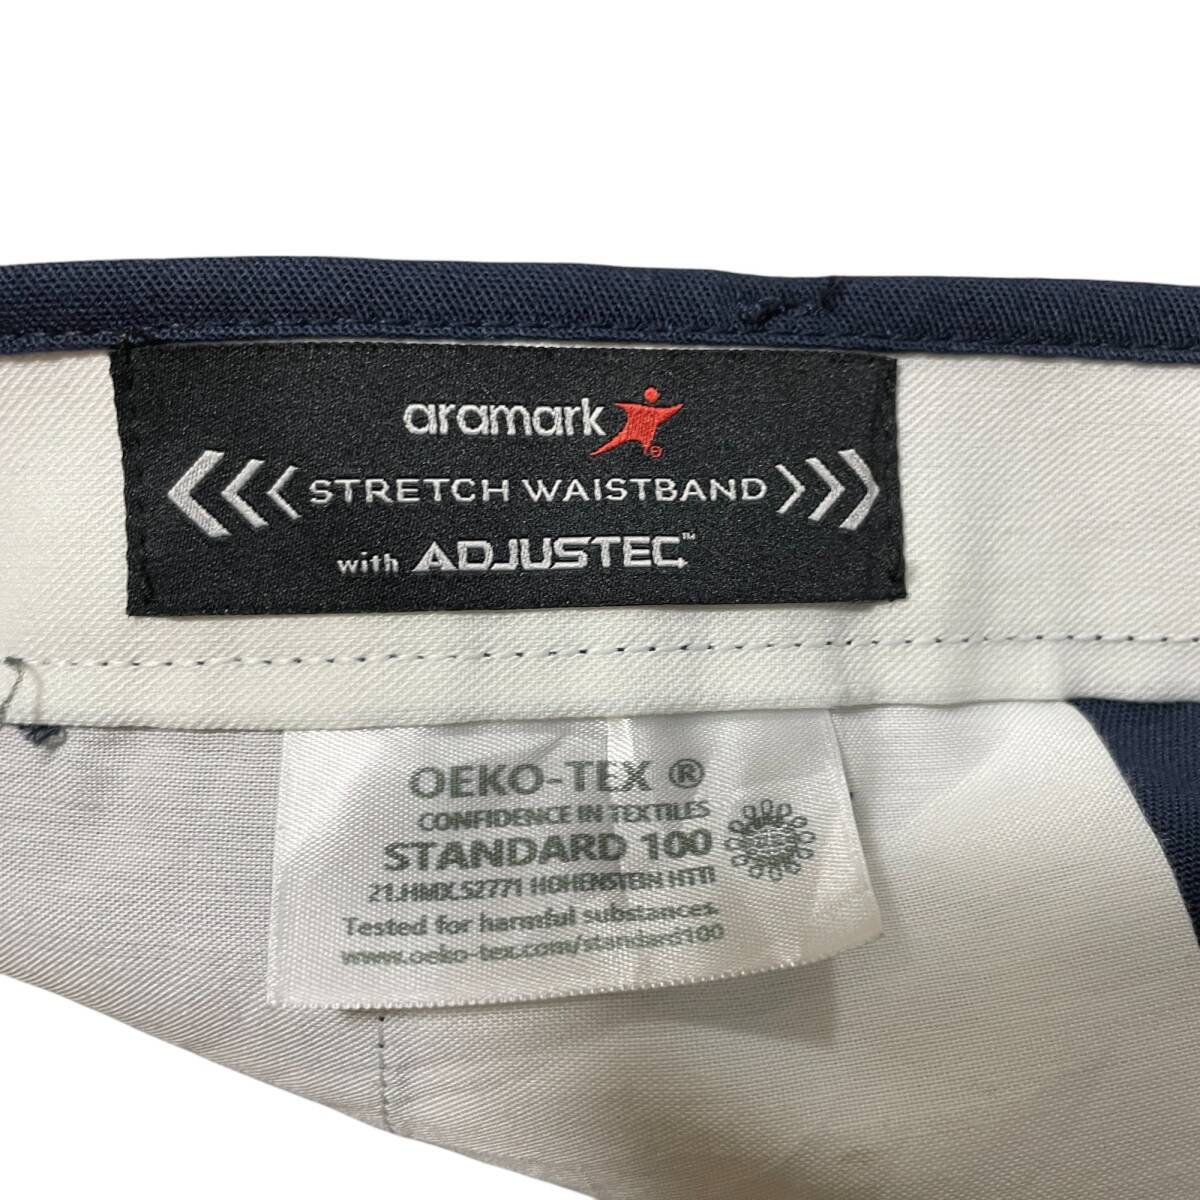 aramark ®
STRETCH WAISTBAND
with ADJUSTEC™
OEKO-TEX ®
CONFIDENCE IN TEXTILES
STANDARD 100
21.HMX.52771 HOHENSTEIN HTTI
Tested for harmful substances.
www.oeko-tex.com/standard100